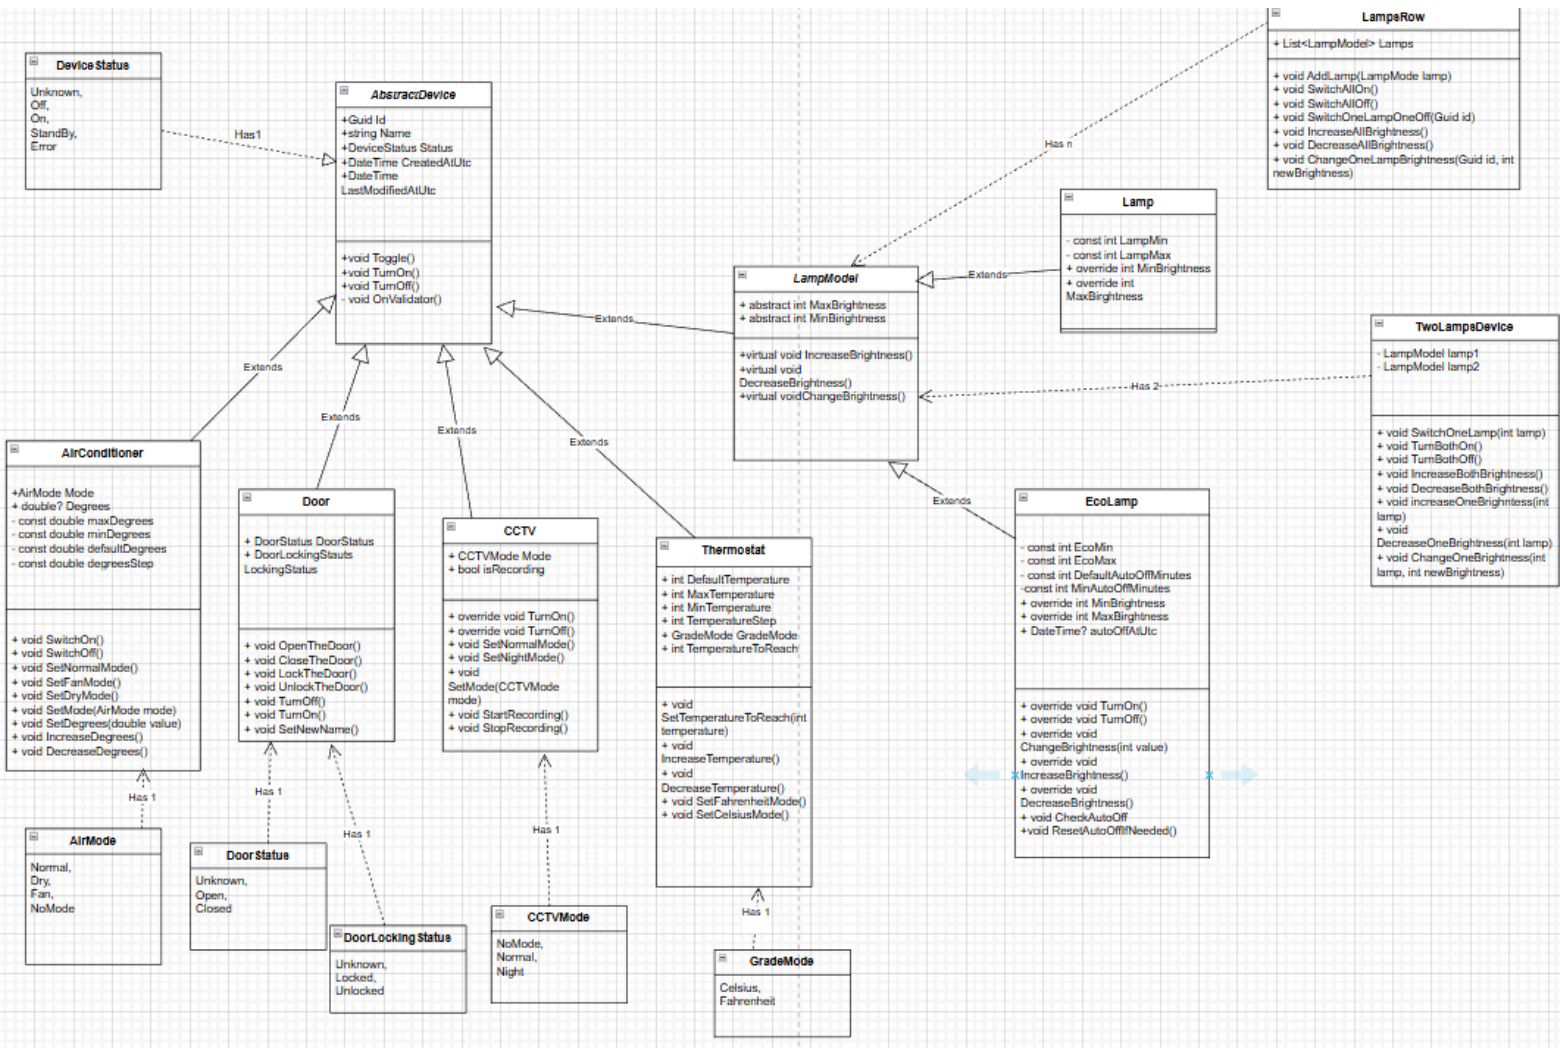 LampsRow
+ List<LampModel> Lamps
+ void AddLamp(LampMode lamp)
+ void SwitchAllOn()
+ void SwitchAllOff()
+ void SwitchOneLampOneOff(Guid id)
+ void IncreaseAllBrightness()
+ void DecreaseAllBrightness()
+ void ChangeOneLampBrightness(Guid id, int
newBrightness)
DeviceStatus
Unknown,
Off,
On,
StandBy,
Error
Has1
AbstractDevice
+Guid Id
+string Name
+DeviceStatus Status
+DateTime CreatedAtUtc
+DateTime
LastModifiedAtUtc
+void Toggle()
+void TurnOn()
+void TurnOff()
- void OnValidator()
Has n
Lamp
- const int LampMin
- const int LampMax
+ override int MinBrightness
+ override int
MaxBirghtness
Extends
LampModel
+ abstract int MaxBrightness
+ abstract int MinBirightness
+virtual void IncreaseBrightness()
+virtual void
DecreaseBrightness()
+virtual voidChangeBrightness()
Extends
TwoLampsDevice
- LampModel lamp1
- LampModel lamp2
+ void SwitchOneLamp(int lamp)
+ void TurnBothOn()
+ void TurnBothOff()
+ void IncreaseBothBrightness()
+ void DecreaseBothBrightness()
+ void increaseOneBrighntess(int
lamp)
+ void
DecreaseOneBrightness(int lamp)
+ void ChangeOneBrightness(int
lamp, int newBrightness)
Has 2
Extends
Extends
Extends
Extends
Extends
AirConditioner
+AirMode Mode
+ double? Degrees
- const double maxDegrees
- const double minDegrees
- const double defaultDegrees
- const double degreesStep
+ void SwitchOn()
+ void SwitchOff()
+ void SetNormalMode()
+ void SetFanMode()
+ void SetDryMode()
+ void SetMode(AirMode mode)
+ void SetDegrees(double value)
+ void IncreaseDegrees()
+ void DecreaseDegrees()
Door
+ DoorStatus DoorStatus
+ DoorLockingStauts
LockingStatus
+ void OpenTheDoor()
+ void CloseTheDoor()
+ void LockTheDoor()
+ void UnlockTheDoor()
+ void TurnOff()
+ void TurnOn()
+ void SetNewName()
CCTV
+ CCTVMode Mode
+ bool isRecording
+ override void TurnOn()
+ override void TurnOff()
+ void SetNormalMode()
+ void SetNightMode()
+ void
SetMode(CCTVMode
mode)
+ void StartRecording()
+ void StopRecording()
Thermostat
+ int DefaultTemperature
+ int MaxTemperature
+ int MinTemperature
+ int TemperatureStep
+ GradeMode GradeMode
+ int TemperatureToReach
+ void
SetTemperatureToReach(int
temperature)
+ void
IncreaseTemperature()
+ void
DecreaseTemperature()
+ void SetFahrenheitMode()
+ void SetCelsiusMode()
EcoLamp
- const int EcoMin
- const int EcoMax
- const int DefaultAutoOffMinutes
-const int MinAutoOffMinutes
+ override int MinBrightness
+ override int MaxBirghtness
+ DateTime? autoOffAtUtc
+ override void TurnOn()
+ override void TurnOff()
+ override void
ChangeBrightness(int value)
+ override void
IncreaseBrightness()
+ override void
DecreaseBrightness()
+ void CheckAutoOff
+void ResetAutoOffIfNeeded()
Has 1
Has 1
Has 1
Has 1
Has 1
AirMode
Normal,
Dry,
Fan,
NoMode
DoorStatus
Unknown,
Open,
Closed
DoorLockingStatus
Unknown,
Locked,
Unlocked
CCTVMode
NoMode,
Normal,
Night
GradeMode
Celsius,
Fahrenheit